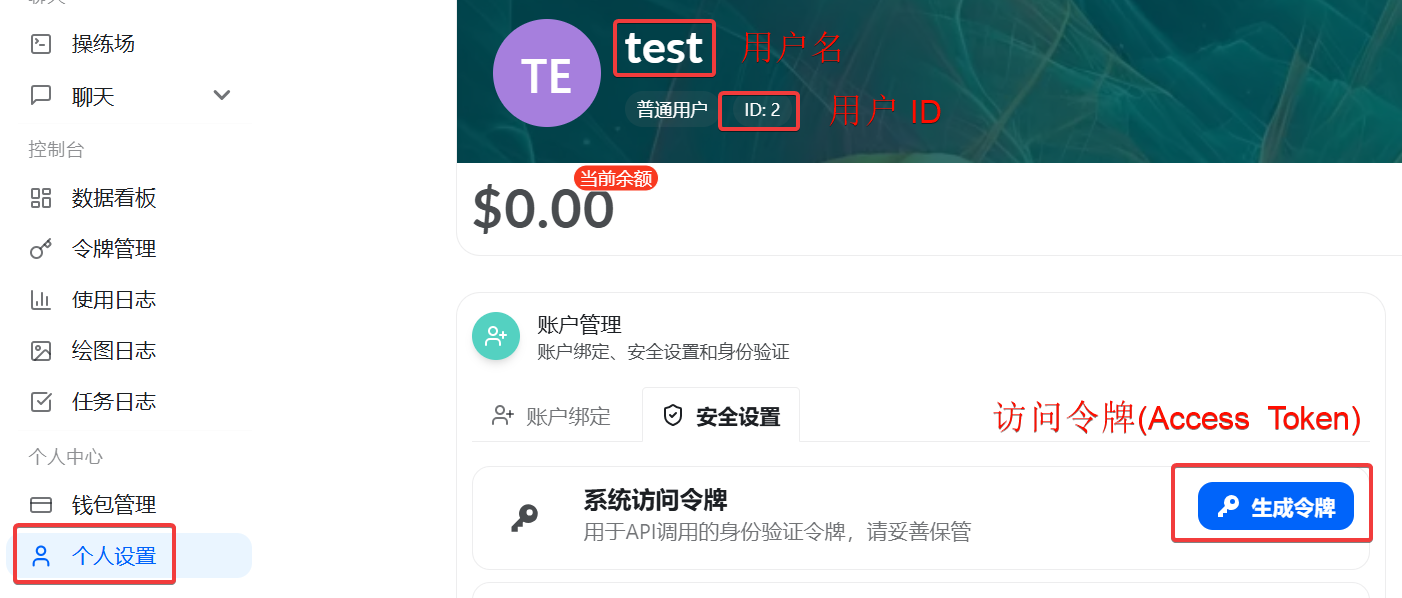 操练场
聊天
控制台
数据看板
令牌管理
使用日志
绘图日志
任务日志
个人中心
钱包管理
个人设置
TE
test 用户名
普通用户 ID: 2 用户 ID
当前余额
$0.00
账户管理
账户绑定、安全设置和身份验证
账户绑定 安全设置
访问令牌(Access Token)
系统访问令牌
用于API调用的身份验证令牌，请妥善保管
生成令牌